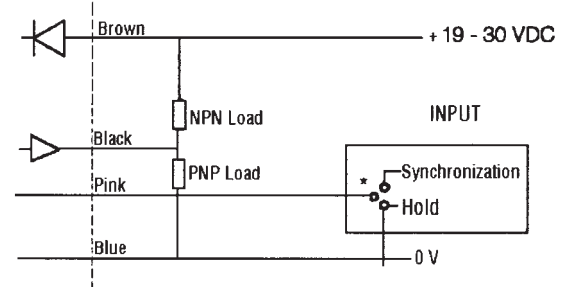 Brown
+ 19 - 30 VDC
NPN Load
INPUT
Black
PNP Load
* Synchronization
Pink
Hold
Blue
0 V